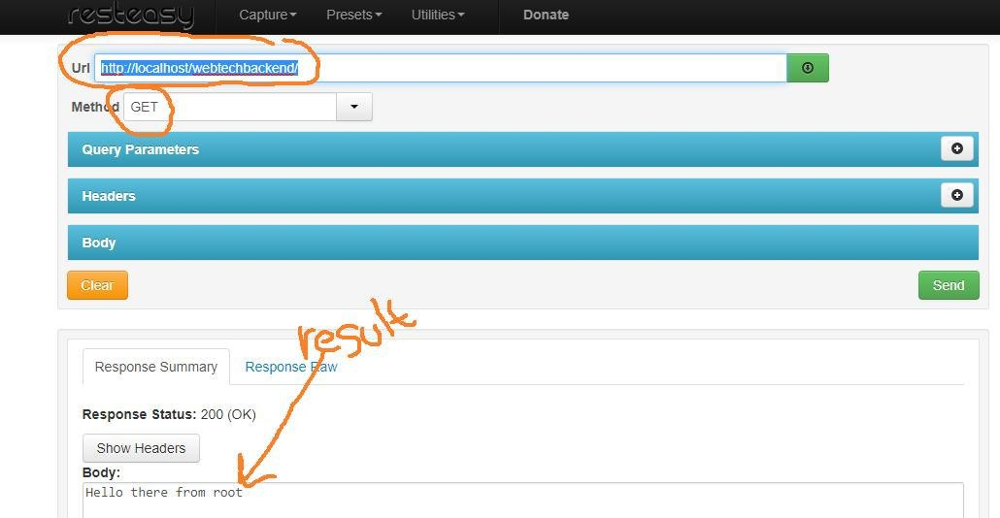 resteasy Capture Presets Utilities Donate
Url http://localhost/webtechbackend/
Method GET
Query Parameters
Headers
Body
Clear Send
result
Response Summary Response Raw
Response Status: 200 (OK)
Show Headers
Body:
Hello there from root